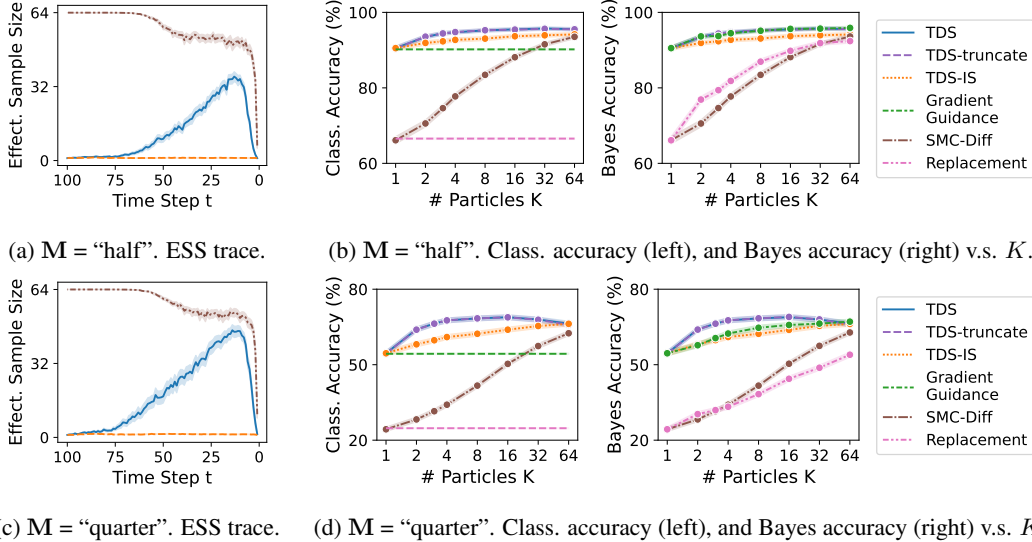 Effect. Sample Size
64
32
0
100 75 50 25 0
Time Step t
Class. Accuracy (%)
100
80
60
1 2 4 8 16 32 64
# Particles K
Bayes Accuracy (%)
100
80
60
1 2 4 8 16 32 64
# Particles K
TDS
TDS-truncate
TDS-IS
Gradient
Guidance
SMC-Diff
Replacement
(a) M = “half”. ESS trace.
(b) M = “half”. Class. accuracy (left), and Bayes accuracy (right) v.s. K.
Effect. Sample Size
64
32
0
100 75 50 25 0
Time Step t
Class. Accuracy (%)
80
50
20
1 2 4 8 16 32 64
# Particles K
Bayes Accuracy (%)
80
50
20
1 2 4 8 16 32 64
# Particles K
TDS
TDS-truncate
TDS-IS
Gradient
Guidance
SMC-Diff
Replacement
c) M = “quarter”. ESS trace.
(d) M = “quarter”. Class. accuracy (left), and Bayes accuracy (right) v.s. K